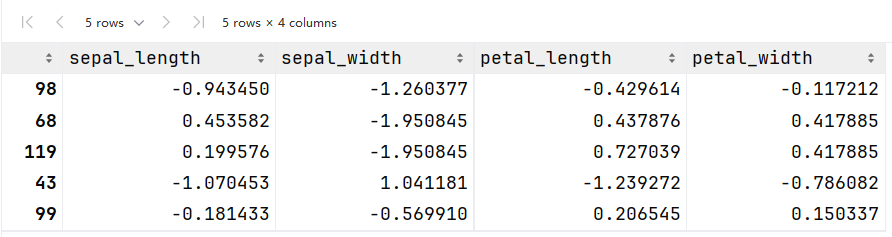 5 rows 5 rows × 4 columns
sepal_length sepal_width petal_length petal_width
98 -0.943450 -1.260377 -0.429614 -0.117212
68 0.453582 -1.950845 0.437876 0.417885
119 0.199576 -1.950845 0.727039 0.417885
43 -1.070453 1.041181 -1.239272 -0.786082
99 -0.181433 -0.569910 0.206545 0.150337